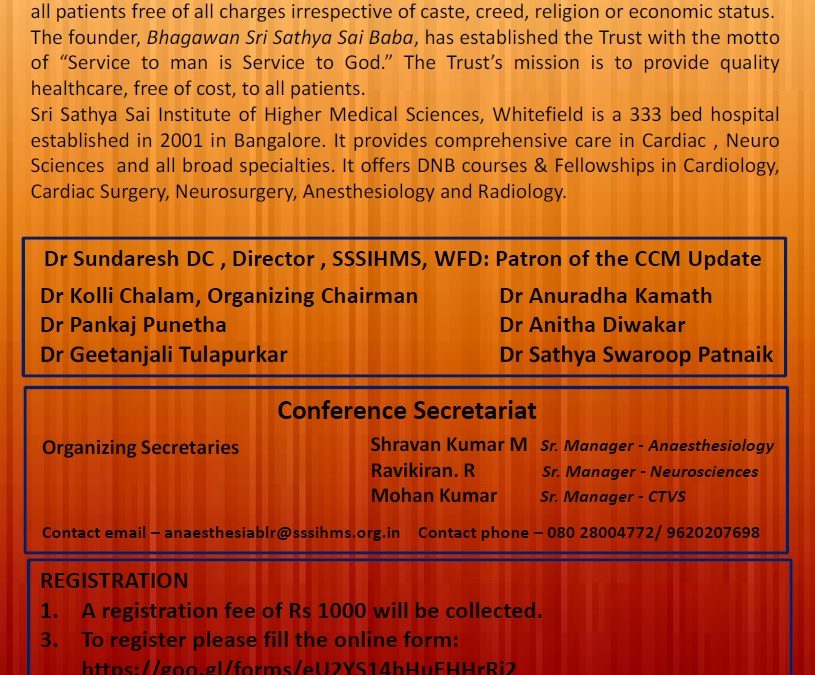 all patients free of all charges irrespective of caste, creed, religion or economic status.
The founder, Bhagawan Sri Sathya Sai Baba, has established the Trust with the motto
of “Service to man is Service to God.” The Trust’s mission is to provide quality
healthcare, free of cost, to all patients.
Sri Sathya Sai Institute of Higher Medical Sciences, Whitefield is a 333 bed hospital
established in 2001 in Bangalore. It provides comprehensive care in Cardiac , Neuro
Sciences and all broad specialties. It offers DNB courses & Fellowships in Cardiology,
Cardiac Surgery, Neurosurgery, Anesthesiology and Radiology.
Dr Sundaresh DC , Director , SSSIHMS, WFD: Patron of the CCM Update
Dr Kolli Chalam, Organizing Chairman Dr Anuradha Kamath
Dr Pankaj Punetha Dr Anitha Diwakar
Dr Geetanjali Tulapurkar Dr Sathya Swaroop Patnaik
Conference Secretariat
Organizing Secretaries Shravan Kumar M Sr. Manager - Anaesthesiology
Ravikiran. R Sr. Manager - Neurosciences
Mohan Kumar Sr. Manager - CTVS
Contact email – anaesthesiablr@sssihms.org.in Contact phone – 080 28004772/ 9620207698
REGISTRATION
1. A registration fee of Rs 1000 will be collected.
3. To register please fill the online form: